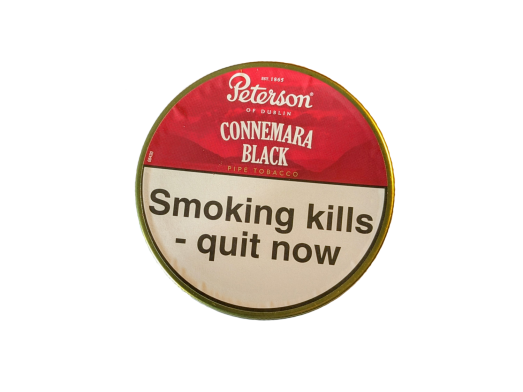 EST. 1865
Peterson®
OF DUBLIN
CONNEMARA
BLACK
PIPE TOBACCO
Smoking kills
- quit now